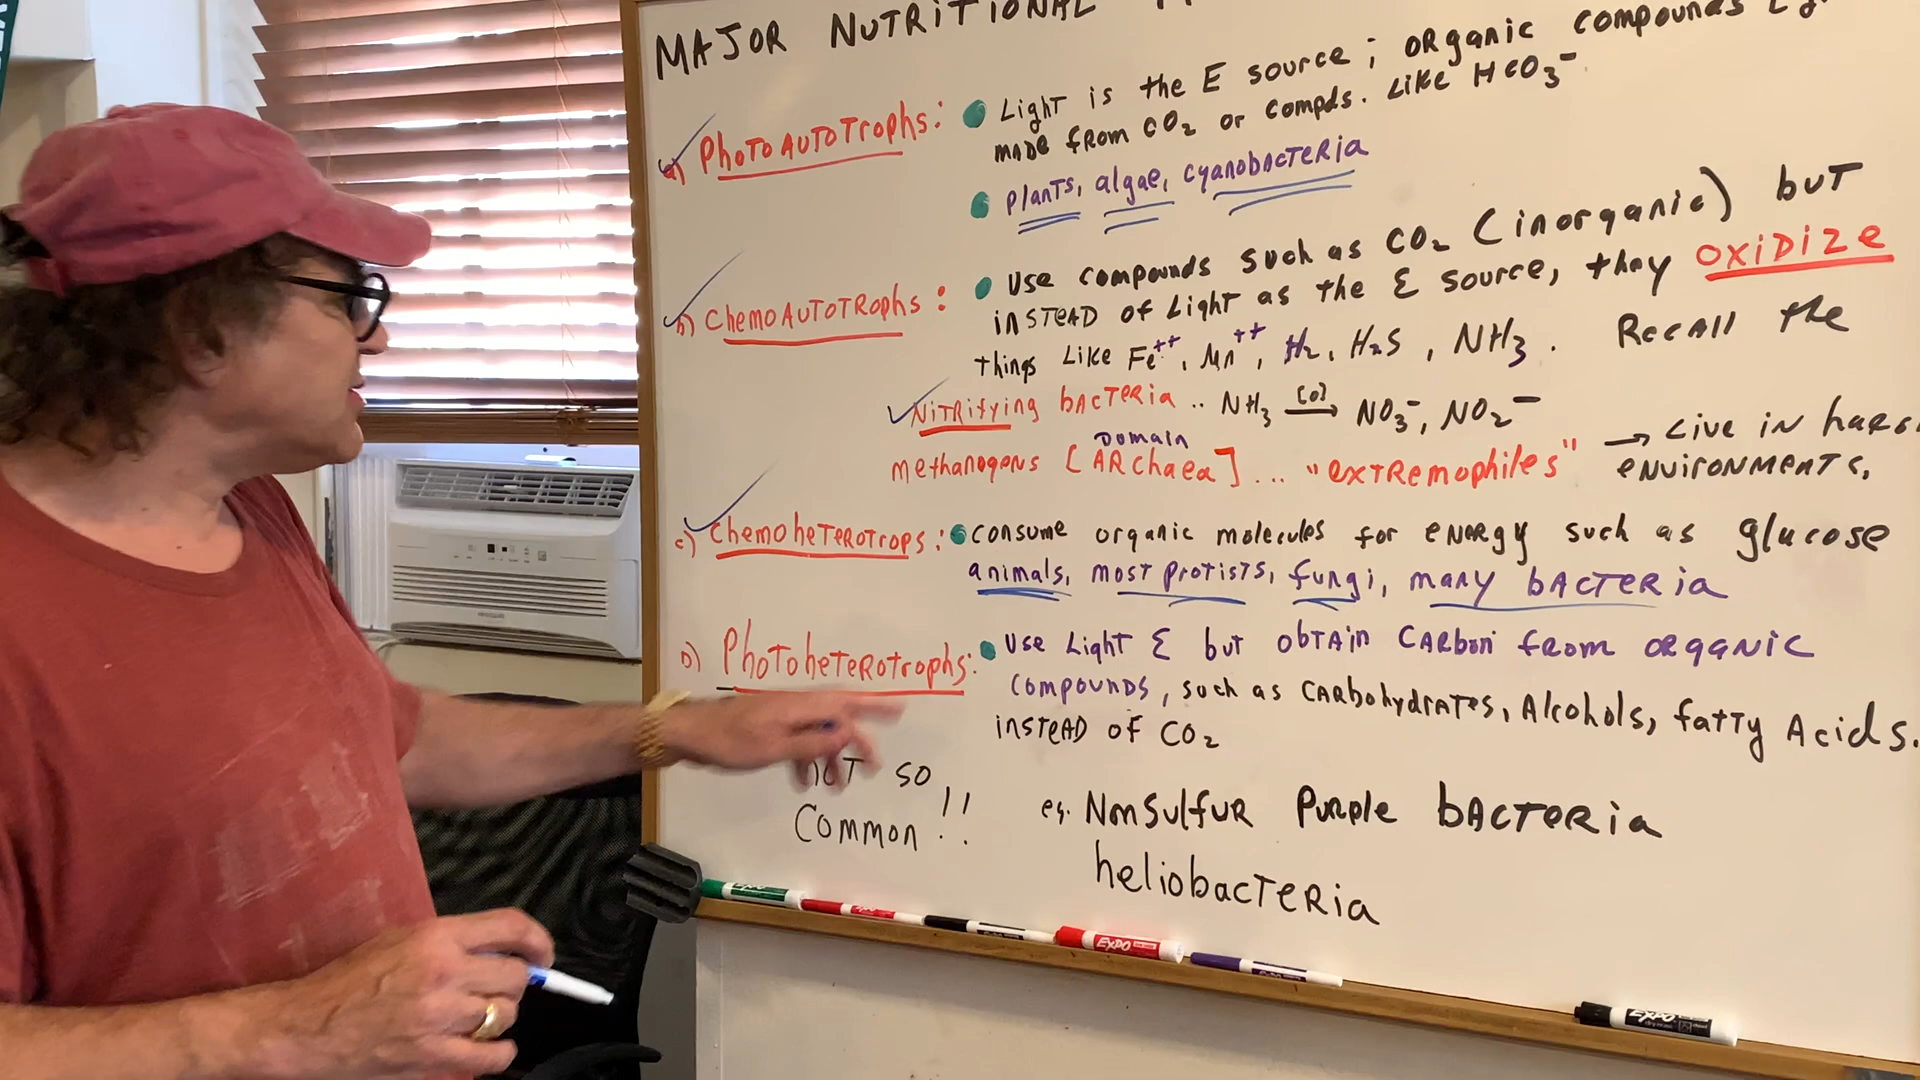 MAJOR NUTRITIONAL
a) PhotoAUTOTrophs: Light is the E source; ORganic compounds
made from CO2 or compds. Like HCO3-
plants, algae, cyanobacteria
b) ChemoAUTOTRophs: Use compounds such as CO2 (inorganic) but
instead of Light as the E source, they OXIDIZE
things Like Fe++, Mn++, H2, H2S, NH3. Recall the
Nitrifying bacteria .. NH3 [O]→ NO3-, NO2-
methanogens [Domain ARchaea] ... "extremophiles" → Live in
environments.
c) Chemoheterotrops: consume organic molecules for energy such as glucose
animals, most protists, fungi, many bacteria
D) Photoheterotrophs: Use Light E but obtain carbon from organic
compounds, such as carbohydrates, Alcohols, fatty Acids.
instead of CO2
NOT SO
Common!!
eg. NonSulfur Purple bacteria
heliobacteria
EXPO
EXPO